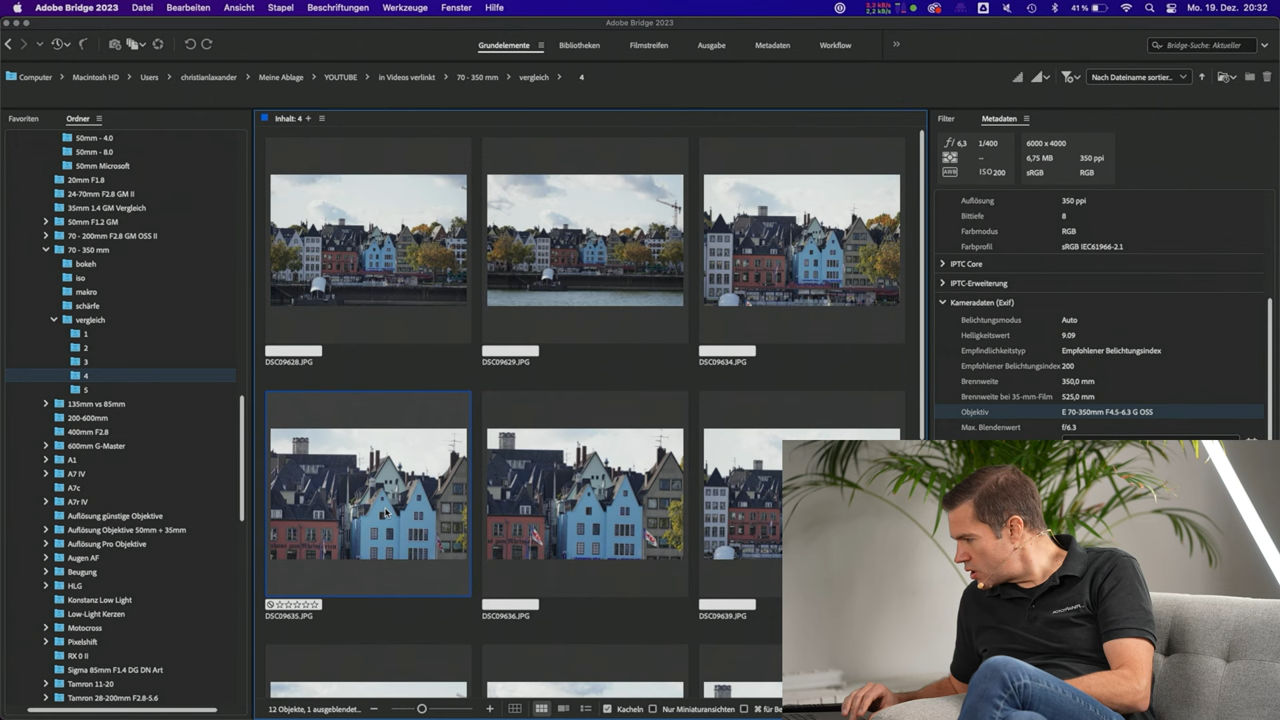 Adobe Bridge 2023 Datei Bearbeiten Ansicht Stapel Beschriftungen Werkzeuge Fenster Hilfe
3,3 kB/s
2,2 kB/s
41 % Mo. 19. Dez. 20:32
Adobe Bridge 2023
Grundelemente Bibliotheken Filmstreifen Ausgabe Metadaten Workflow
Bridge-Suche: Aktueller
Computer Macintosh HD Users christianlaxander Meine Ablage YOUTUBE in Videos verlinkt 70 - 350 mm vergleich 4
Nach Dateiname sortier...
Favoriten Ordner
50mm - 4.0
50mm - 8.0
50mm Microsoft
20mm F1.8
24-70mm F2.8 GM II
35mm 1.4 GM Vergleich
50mm F1.2 GM
70 - 200mm F2.8 GM OSS II
70 - 350 mm
bokeh
iso
makro
schärfe
vergleich
1
2
3
4
5
135mm vs 85mm
200-600mm
400mm F2.8
600mm G-Master
A1
A7 IV
A7c
A7r IV
Auflösung günstige Objektive
Auflösung Objektive 50mm + 35mm
Auflösung Pro Objektive
Augen AF
Beugung
HLG
Konstanz Low Light
Low-Light Kerzen
Motocross
Pixelshift
RX 0 II
Sigma 85mm F1.4 DG DN Art
Tamron 11-20
Tamron 28-200mm F2.8-5.6
Inhalt: 4
DSC09628.JPG
DSC09629.JPG
DSC09634.JPG
DSC09635.JPG
DSC09636.JPG
DSC09639.JPG
12 Objekte, 1 ausgeblendet...
Kacheln Nur Miniaturansichten ⌘ für Be
Filter Metadaten
f/ 6,3 1/400
--
AWB ISO 200
6000 x 4000
6,75 MB 350 ppi
sRGB RGB
Auflösung 350 ppi
Bittiefe 8
Farbmodus RGB
Farbprofil sRGB IEC61966-2.1
IPTC Core
IPTC-Erweiterung
Kameradaten (Exif)
Belichtungsmodus Auto
Helligkeitswert 9.09
Empfindlichkeitstyp Empfohlener Belichtungsindex
Empfohlener Belichtungsindex 200
Brennweite 350,0 mm
Brennweite bei 35-mm-Film 525,0 mm
Objektiv E 70-350mm F4.5-6.3 G OSS
Max. Blendenwert f/6.3